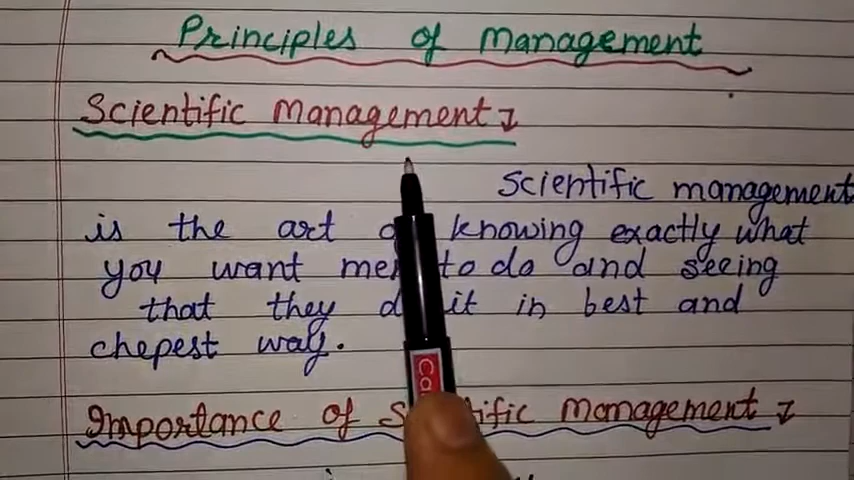 Principles of management
Scientific management
Scientific management
is the art knowing exactly what
you want to do and seeing
that they it in best and
chepest way.
Importance of management
Ca